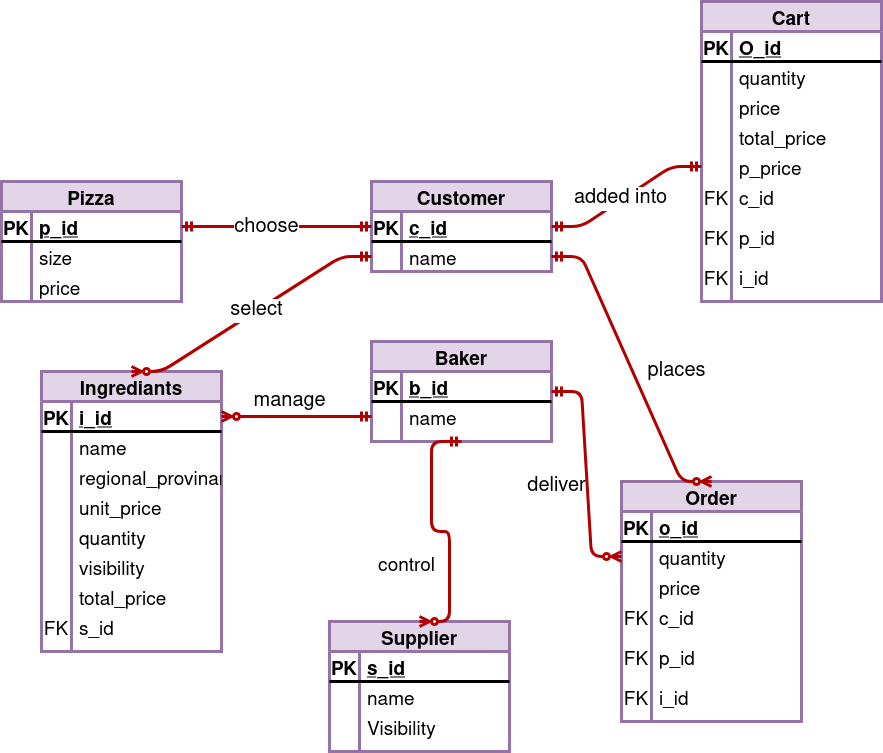 Cart
PK O_id
quantity
price
total_price
p_price
FK c_id
FK p_id
FK i_id
added into
Pizza
PK p_id
size
price
choose
Customer
PK c_id
name
select
places
Ingrediants
PK i_id
name
regional_provinar
unit_price
quantity
visibility
total_price
FK s_id
manage
Baker
PK b_id
name
deliver
control
Order
PK o_id
quantity
price
FK c_id
FK p_id
FK i_id
Supplier
PK s_id
name
Visibility